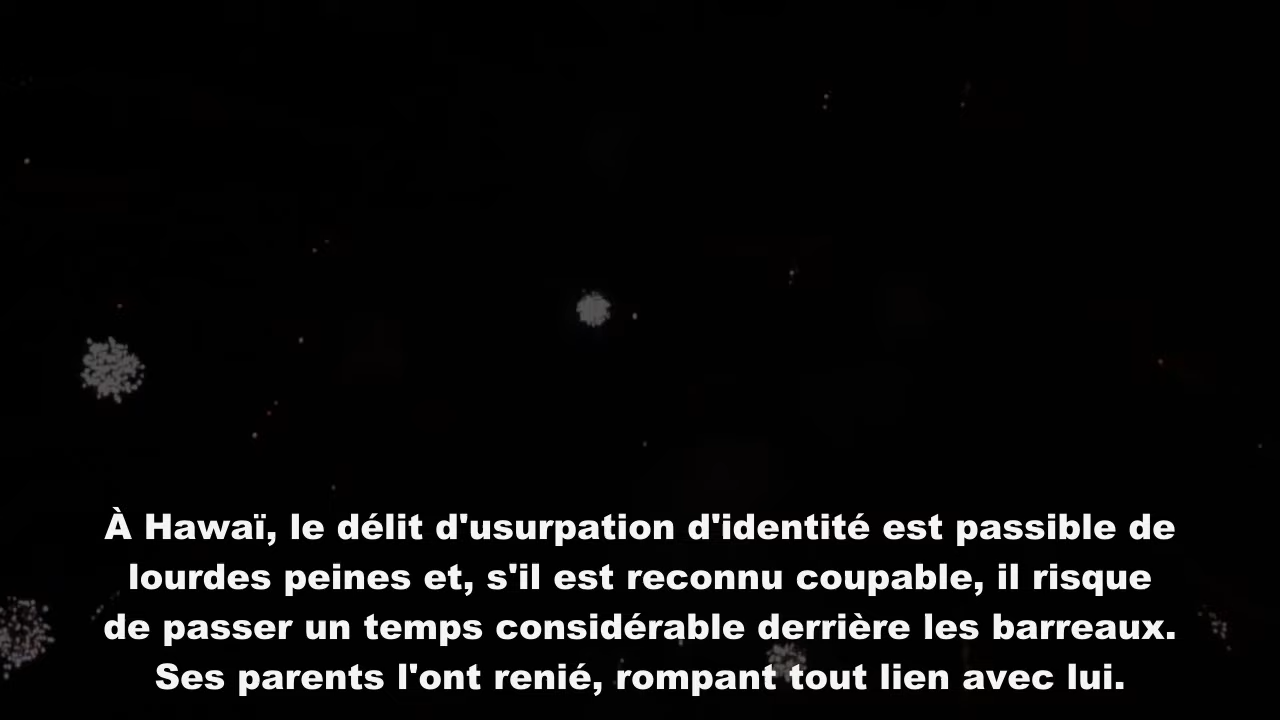 À Hawaï, le délit d'usurpation d'identité est passible de
lourdes peines et, s'il est reconnu coupable, il risque
de passer un temps considérable derrière les barreaux.
Ses parents l'ont renié, rompant tout lien avec lui.